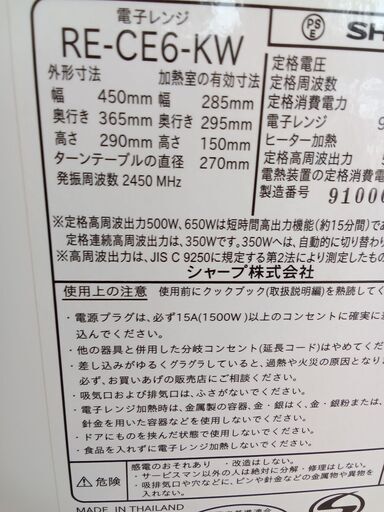 電子レンジ
RE-CE6-KW
PS
E
SH
外形寸法 加熱室の有効寸法
幅 450mm 幅 285mm
奥行き 365mm 奥行き 295mm
高さ 290mm 高さ 150mm
ターンテーブルの直径 270mm
発振周波数 2450 MHz
定格電圧
定格周波数
定格消費電力
電子レンジ 9
ヒーター加熱
定格高周波出力
電熱装置の定格消費電
製造番号 91000
※定格高周波出力500W、650Wは短時間高出力機能(約15分間)であ
定格連続高周波出力は、350Wです。350Wへは、自動的に切り替わ
※高周波出力は、JIS C 9250に規定する第2法により測定したもの
シャープ株式会社
使用上の注意 使用前にクックブック(取扱説明編)を熟読してく
・電源プラグは、必ず15A(1500W)以上のコンセントに確実に
込んでください。
・他の器具と併用した分岐コンセント(延長コード)はやめてくだ
・差し込みがゆるくグラグラしていると、過熱や火災の原因とな
必ず、お買いあげの販売店にご相談ください。
・吸気口および排気口は、ふさがないでください。
・電子レンジ加熱時は、金属製の容器、金・銀はく、金・銀粉または、
針金を用いた容器などを使用しないでください。
・ドアにものを挟んだ状態で使用しないでください。
・食品を入れずに電子レンジ加熱しないでください。
危険
感電のおそれあり ・改造はしない。
・サービスマン以外の人は絶対に分解・修理はしない。
・吸排気口や穴などに、ピンや針金などの金属物や異物を
入れない。
MADE IN THAILAND